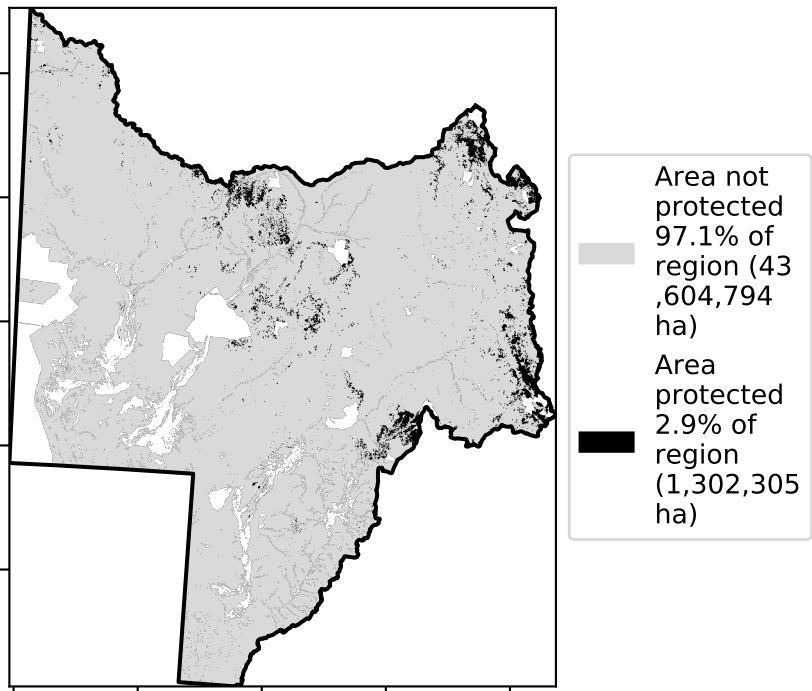 Area not
protected
97.1% of
region (43
,604,794
ha)
Area
protected
2.9% of
region
(1,302,305
ha)